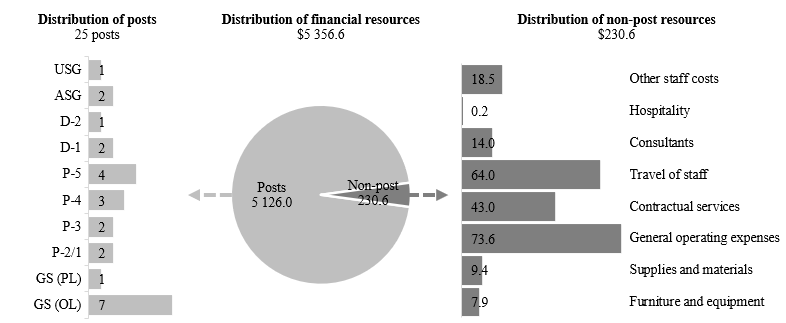 Distribution of posts
25 posts
USG 1
ASG 2
D-2 1
D-1 2
P-5 4
P-4 3
P-3 2
P-2/1 2
GS (PL) 1
GS (OL) 7
Distribution of financial resources
$5 356.6
Posts
5 126.0
Non-post
230.6
Distribution of non-post resources
$230.6
18.5 Other staff costs
0.2 Hospitality
14.0 Consultants
64.0 Travel of staff
43.0 Contractual services
73.6 General operating expenses
9.4 Supplies and materials
7.9 Furniture and equipment